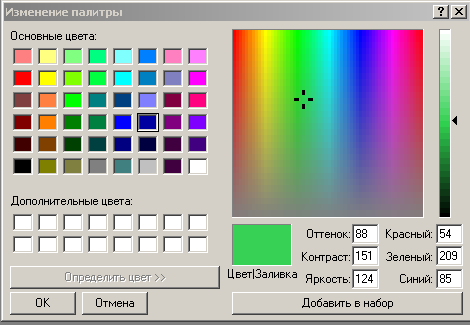 Изменение палитры
Основные цвета:
Дополнительные цвета:
Определить цвет >>
OK
Отмена
Цвет|Заливка
Оттенок: 88
Контраст: 151
Яркость: 124
Красный: 54
Зеленый: 209
Синий: 85
Добавить в набор